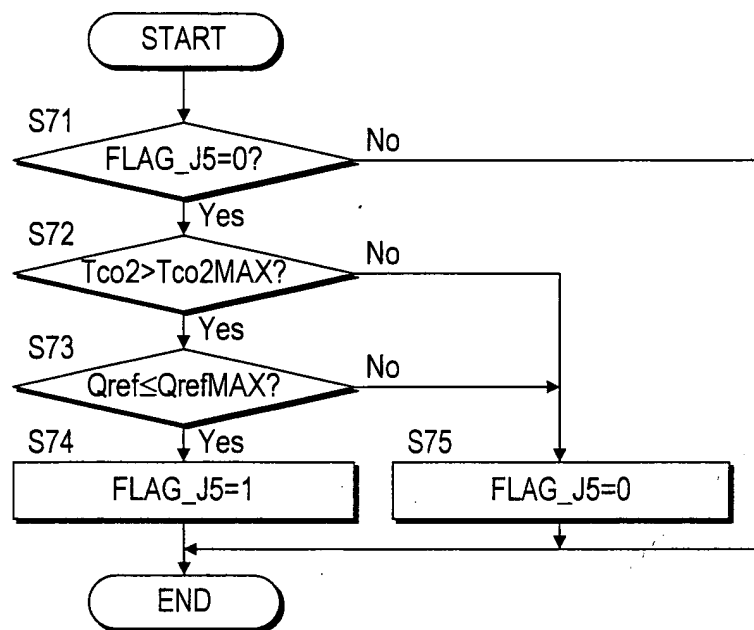 START
S71
FLAG_J5=0?
No
Yes
S72
Tco2>Tco2MAX?
No
Yes
S73
Qref≤QrefMAX?
No
Yes
S74
FLAG_J5=1
S75
FLAG_J5=0
END